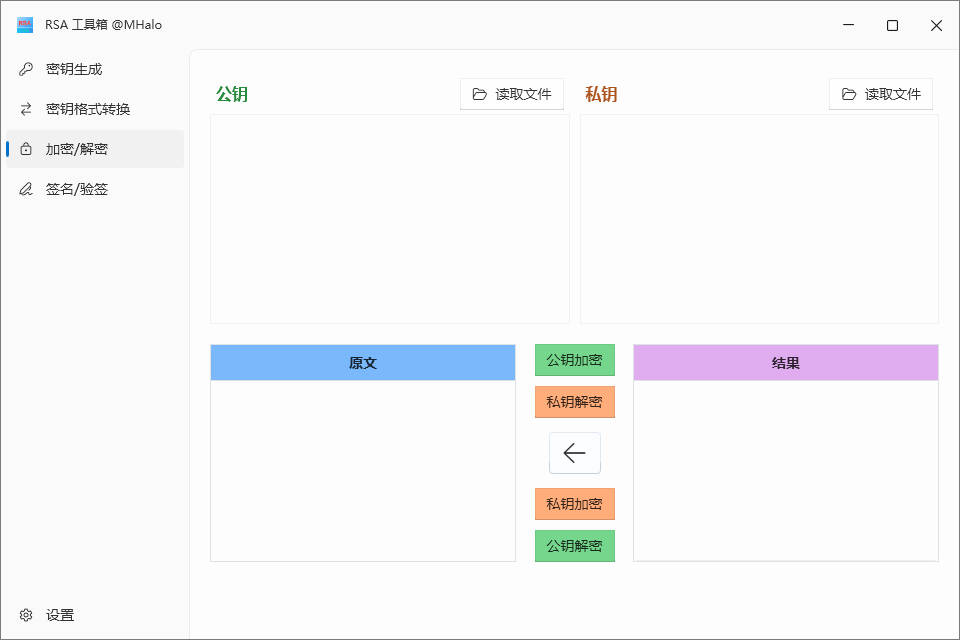 RSA 工具箱 @MHalo
密钥生成
密钥格式转换
加密/解密
签名/验签
设置
公钥
读取文件
私钥
读取文件
原文
公钥加密
私钥解密
私钥加密
公钥解密
结果